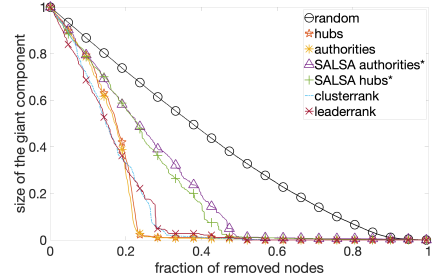 1
0.8
0.6
0.4
0.2
0
0
0.2
0.4
0.6
0.8
1
size of the giant component
fraction of removed nodes
random
hubs
authorities
SALSA authorities*
SALSA hubs*
clusterrank
leaderrank